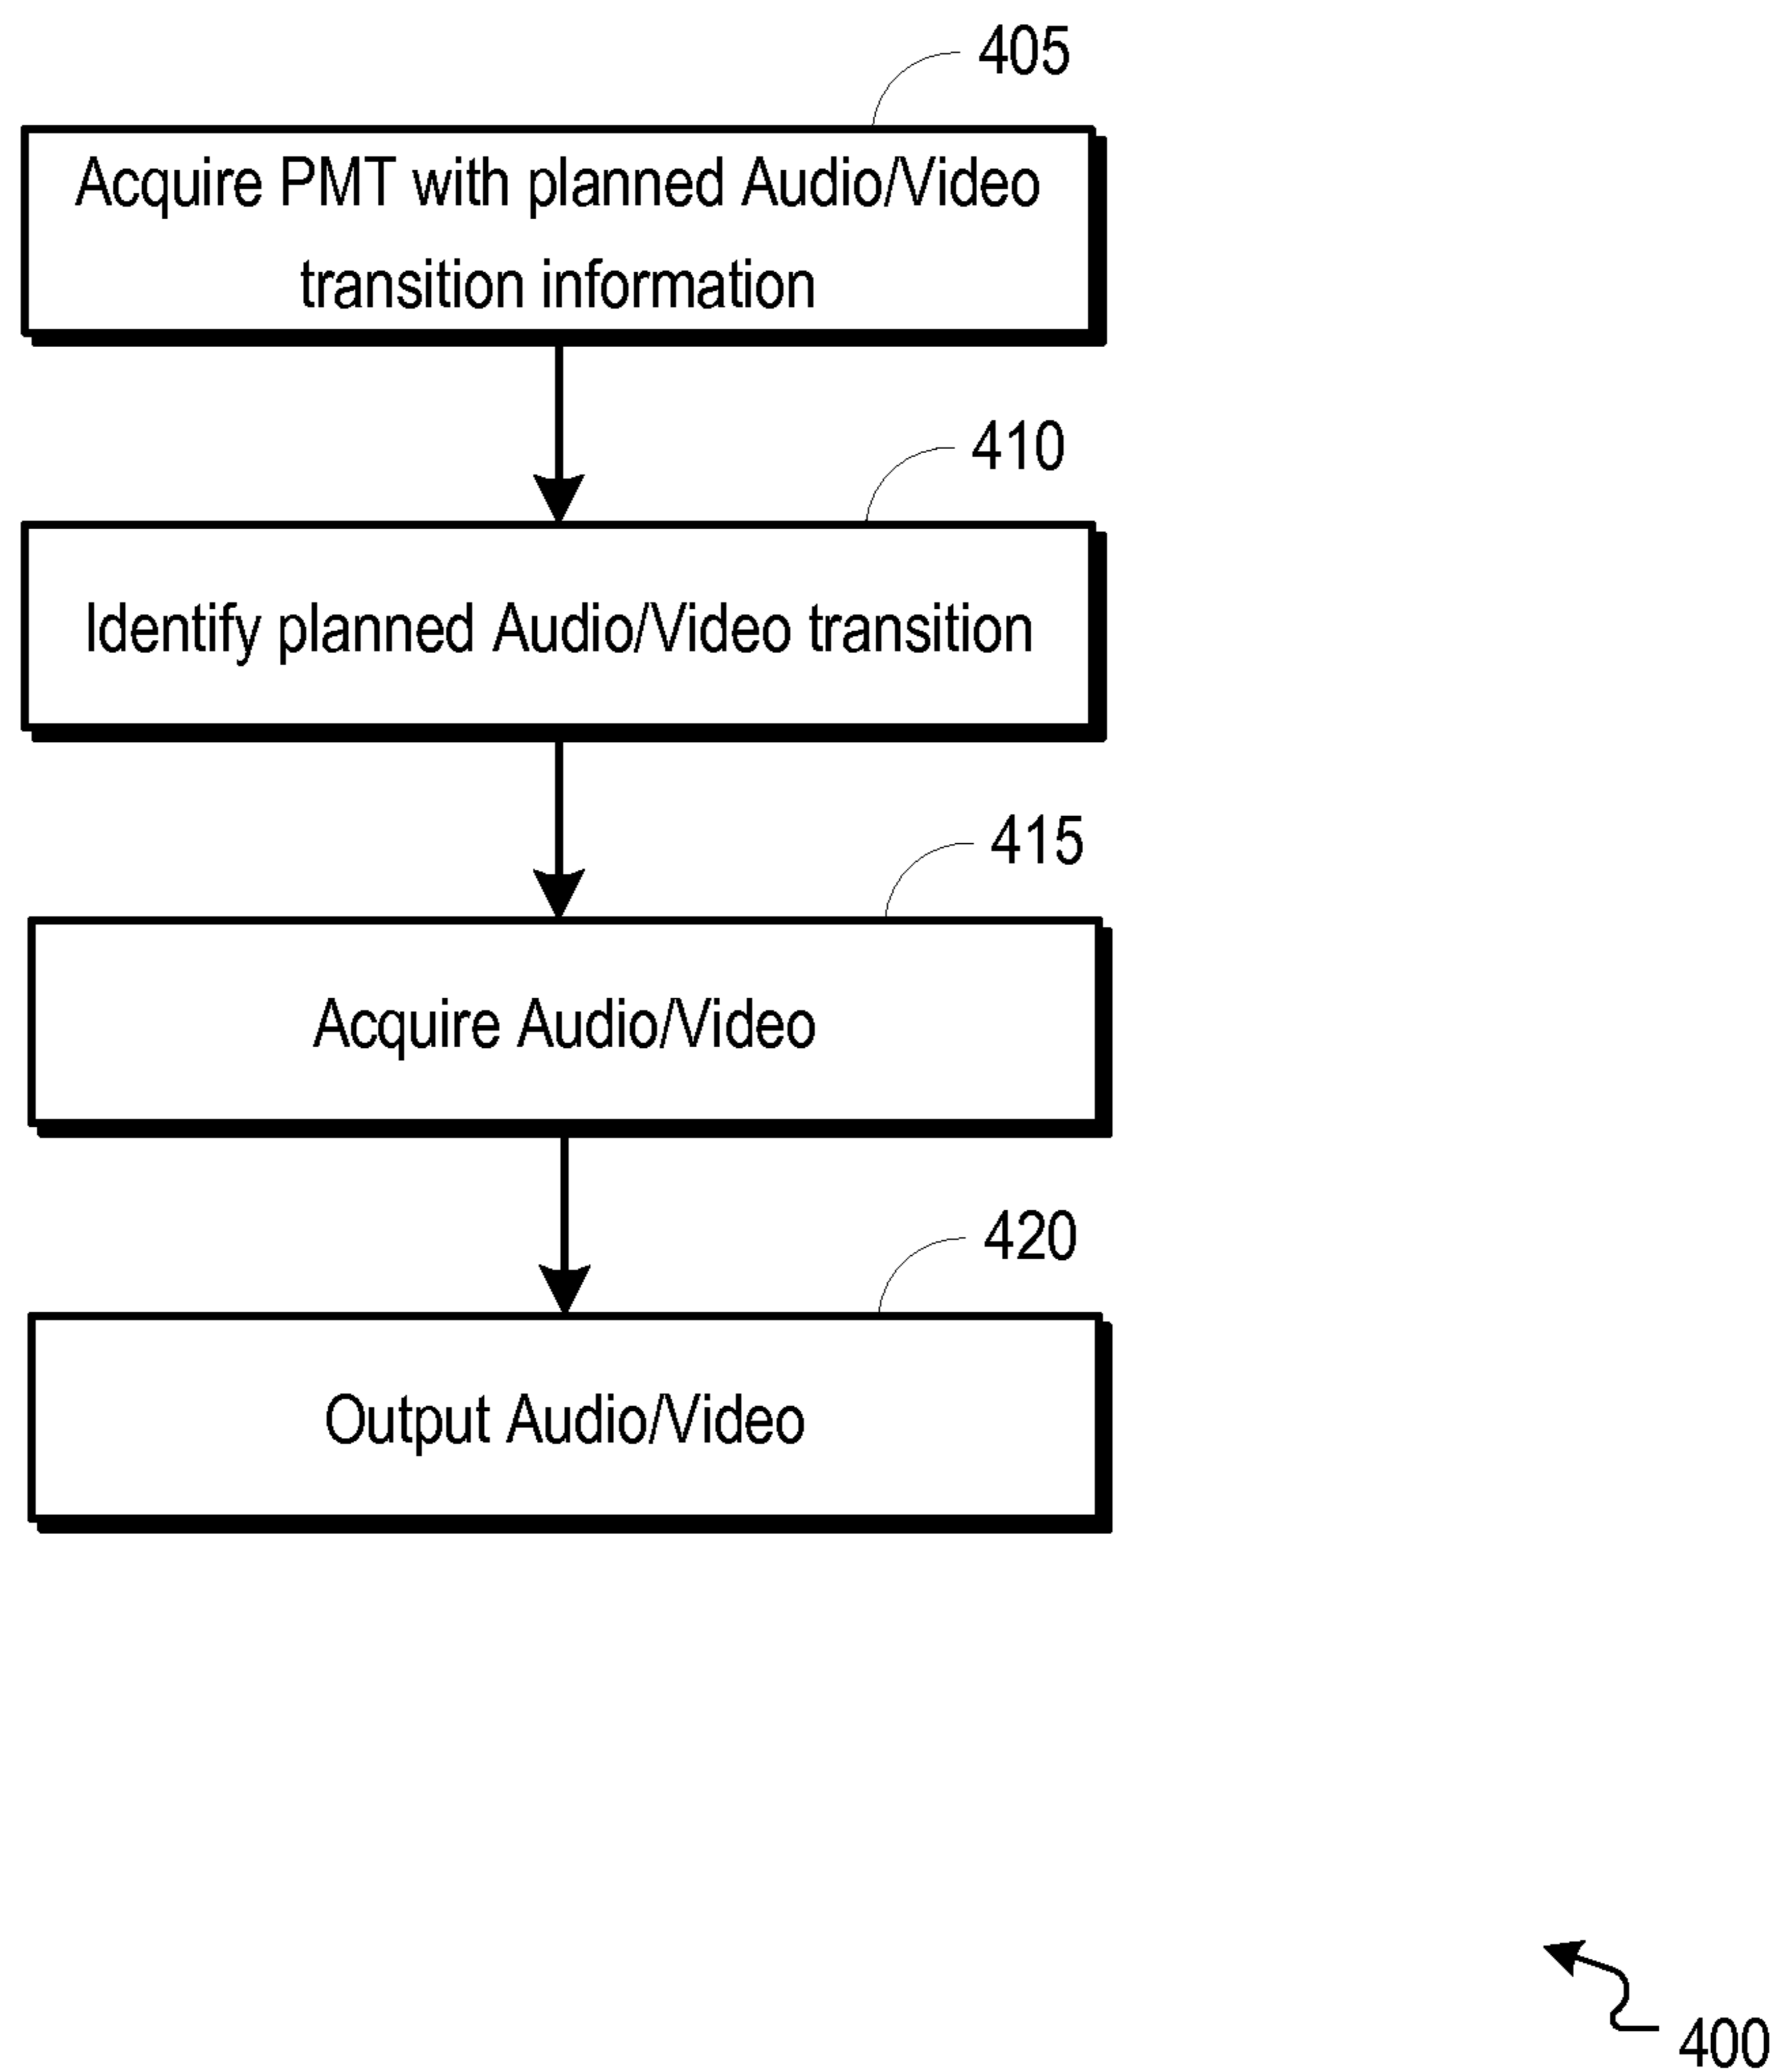 405
Acquire PMT with planned Audio/Video
transition information
410
Identify planned Audio/Video transition
415
Acquire Audio/Video
420
Output Audio/Video
400